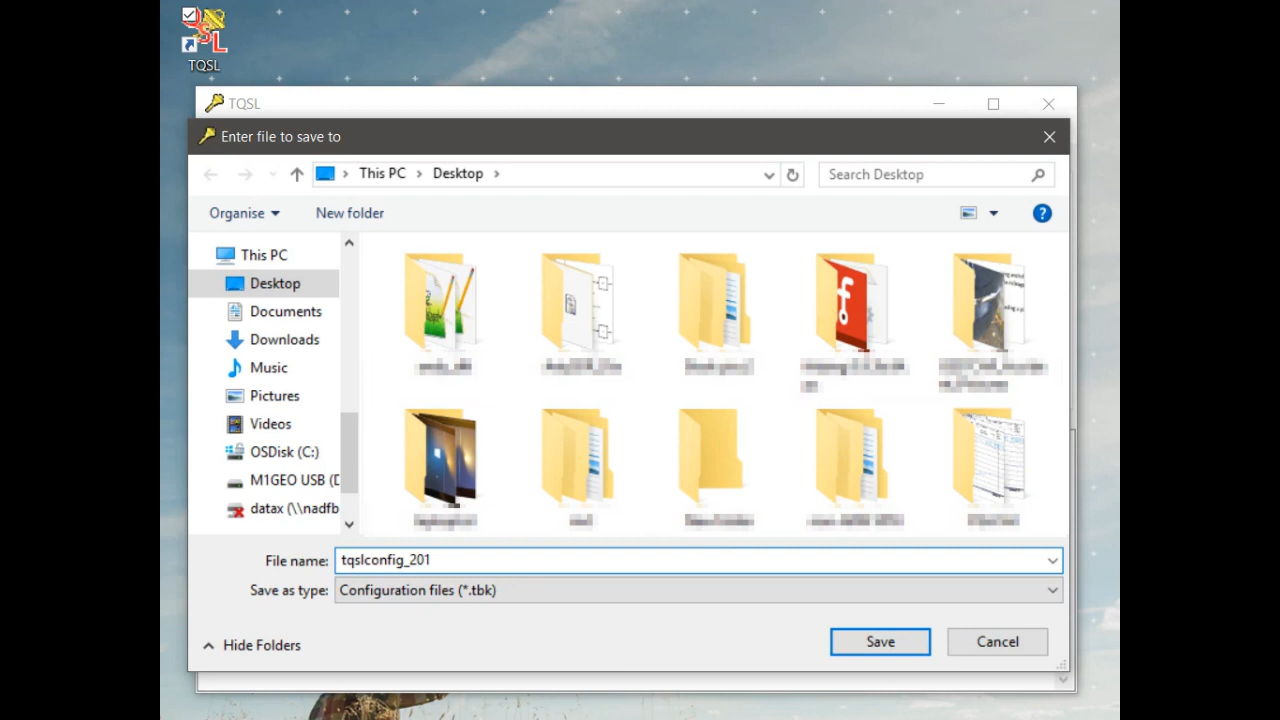 TQSL
TQSL
Enter file to save to
This PC
Desktop
Search Desktop
Organise
New folder
This PC
Desktop
Documents
Downloads
Music
Pictures
Videos
OSDisk (C:)
M1GEO USB (D
datax (\\nadfb
File name:
tqslconfig_201
Save as type:
Configuration files (*.tbk)
Hide Folders
Save
Cancel